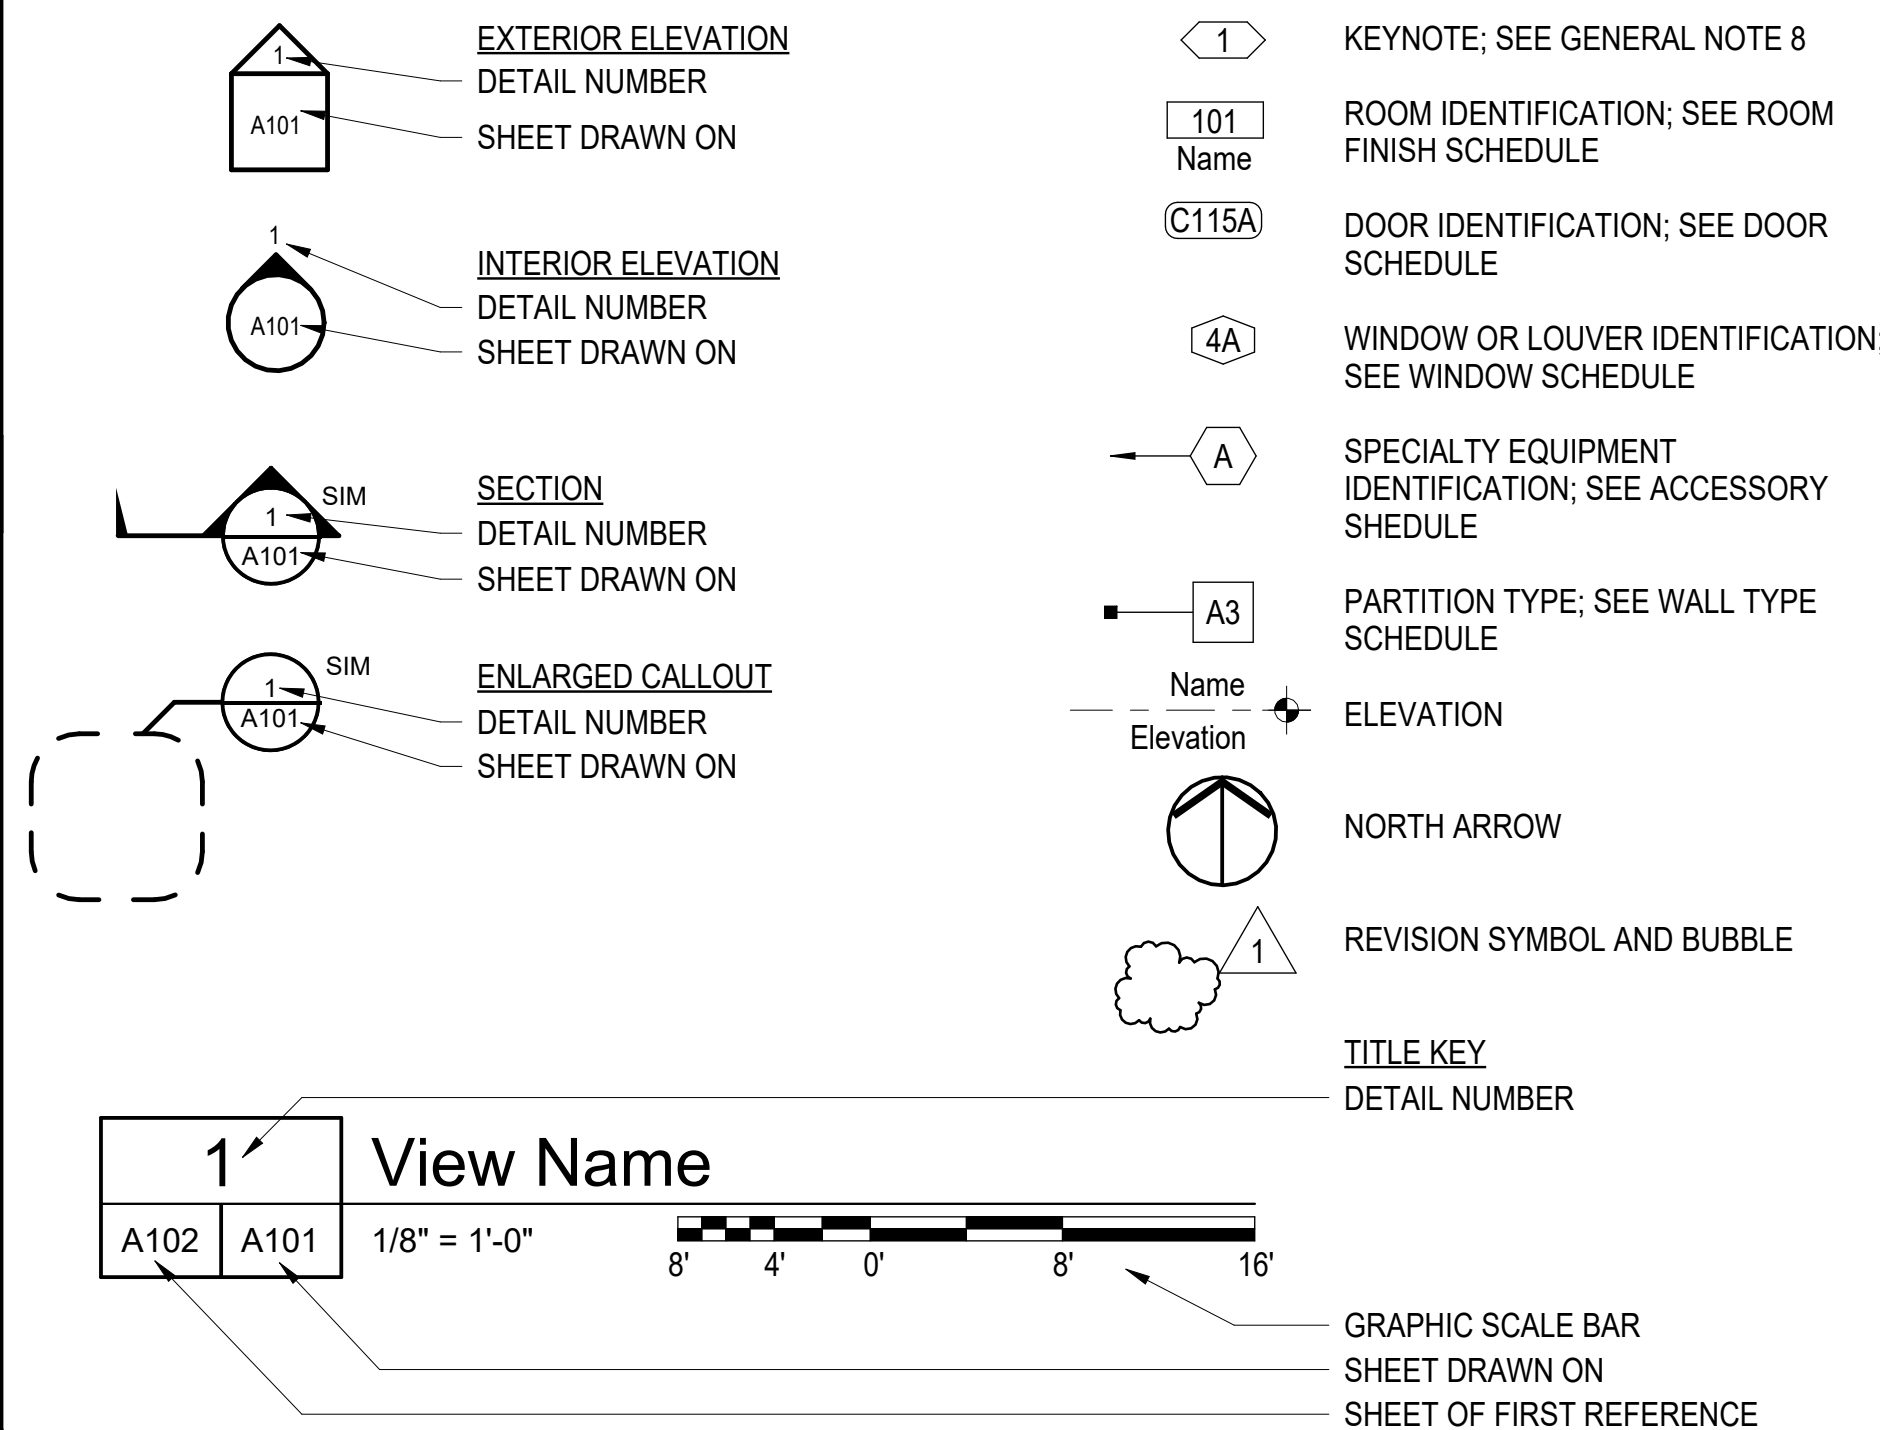 1
A101
EXTERIOR ELEVATION
DETAIL NUMBER
SHEET DRAWN ON
1
A101
INTERIOR ELEVATION
DETAIL NUMBER
SHEET DRAWN ON
SIM
1
A101
SECTION
DETAIL NUMBER
SHEET DRAWN ON
SIM
1
A101
ENLARGED CALLOUT
DETAIL NUMBER
SHEET DRAWN ON
1
KEYNOTE; SEE GENERAL NOTE 8
101
Name
ROOM IDENTIFICATION; SEE ROOM
FINISH SCHEDULE
C115A
DOOR IDENTIFICATION; SEE DOOR
SCHEDULE
4A
WINDOW OR LOUVER IDENTIFICATION;
SEE WINDOW SCHEDULE
A
SPECIALTY EQUIPMENT
IDENTIFICATION; SEE ACCESSORY
SHEDULE
A3
PARTITION TYPE; SEE WALL TYPE
SCHEDULE
Name
Elevation
ELEVATION
NORTH ARROW
1
REVISION SYMBOL AND BUBBLE
TITLE KEY
DETAIL NUMBER
1
View Name
A102
A101
1/8" = 1'-0"
8' 4' 0' 8' 16'
GRAPHIC SCALE BAR
SHEET DRAWN ON
SHEET OF FIRST REFERENCE